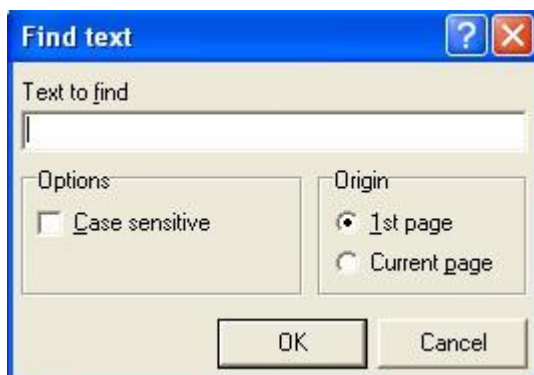 Find text
Text to find
Options
Case sensitive
Origin
1st page
Current page
OK
Cancel